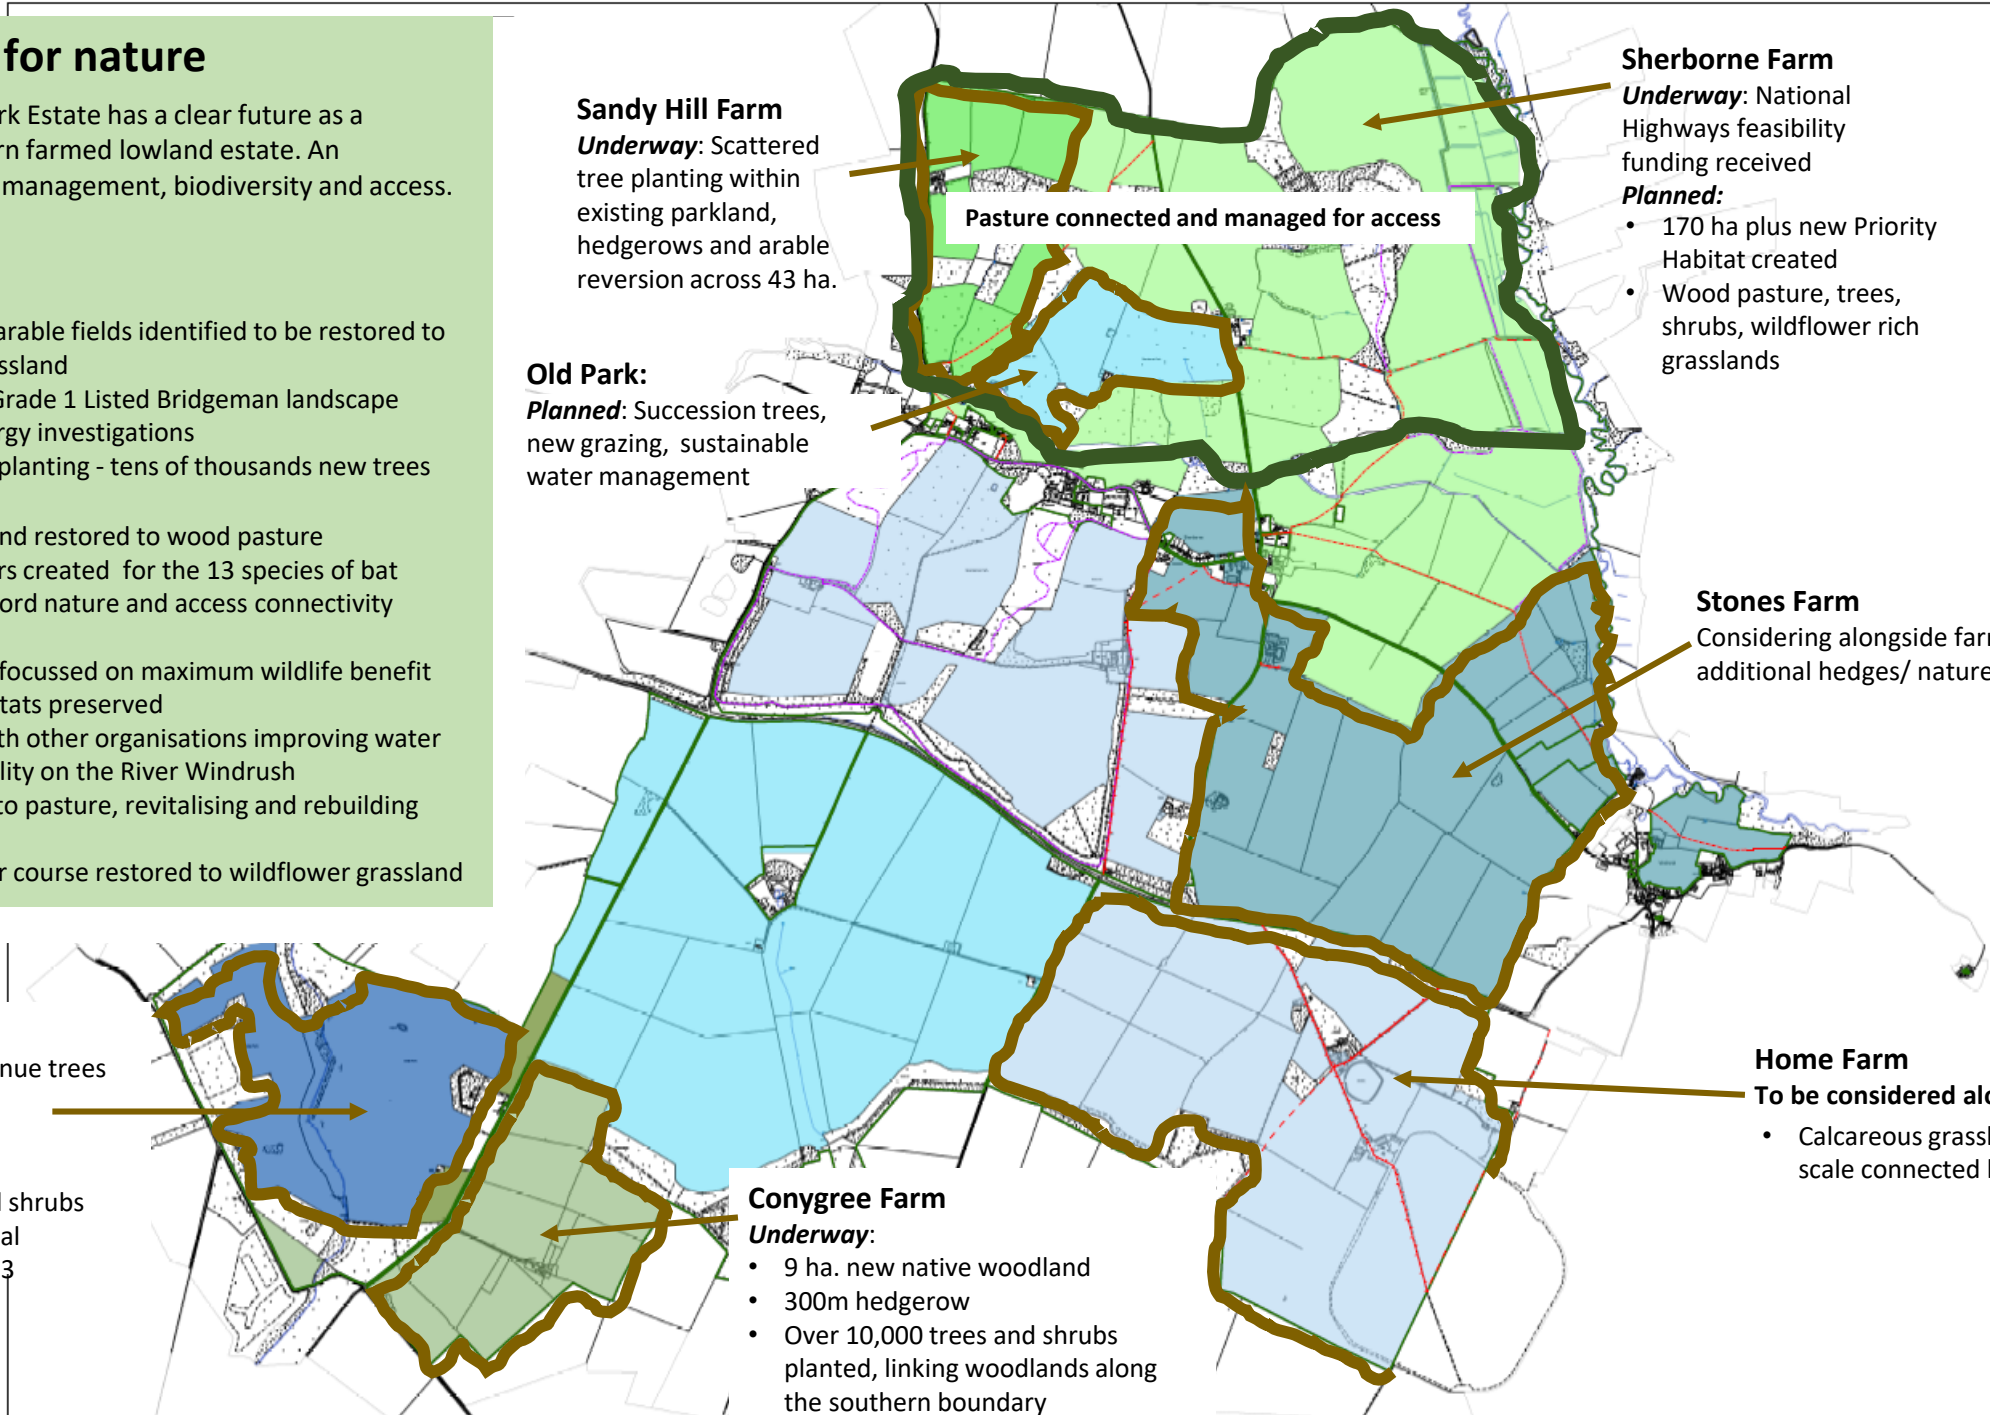 for nature
rk Estate has a clear future as a
rn farmed lowland estate. An
management, biodiversity and access.
arable fields identified to be restored to
ssland
Grade 1 Listed Bridgeman landscape
rgy investigations
planting - tens of thousands new trees
nd restored to wood pasture
rs created for the 13 species of bat
ord nature and access connectivity
focussed on maximum wildlife benefit
tats preserved
th other organisations improving water
lity on the River Windrush
to pasture, revitalising and rebuilding
r course restored to wildflower grassland
Sandy Hill Farm
Underway: Scattered
tree planting within
existing parkland,
hedgerows and arable
reversion across 43 ha.
Old Park:
Planned: Succession trees,
new grazing, sustainable
water management
Pasture connected and managed for access
Sherborne Farm
Underway: National
Highways feasibility
funding received
Planned:
• 170 ha plus new Priority
Habitat created
• Wood pasture, trees,
shrubs, wildflower rich
grasslands
Stones Farm
Considering alongside farm
additional hedges/ nature
Home Farm
To be considered alo
• Calcareous grassl
scale connected
nue trees
l shrubs
al
3
Conygree Farm
Underway:
• 9 ha. new native woodland
• 300m hedgerow
• Over 10,000 trees and shrubs
planted, linking woodlands along
the southern boundary